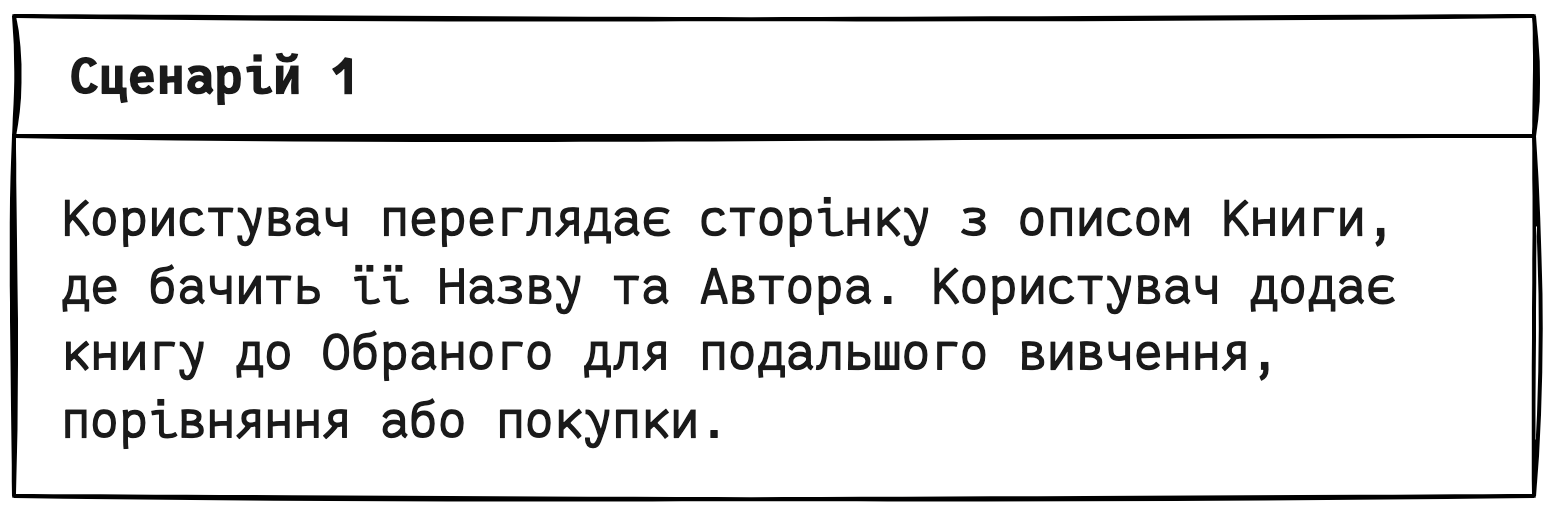 Сценарій 1
Користувач переглядає сторінку з описом Книги,
де бачить її Назву та Автора. Користувач додає
книгу до Обраного для подальшого вивчення,
порівняння або покупки.